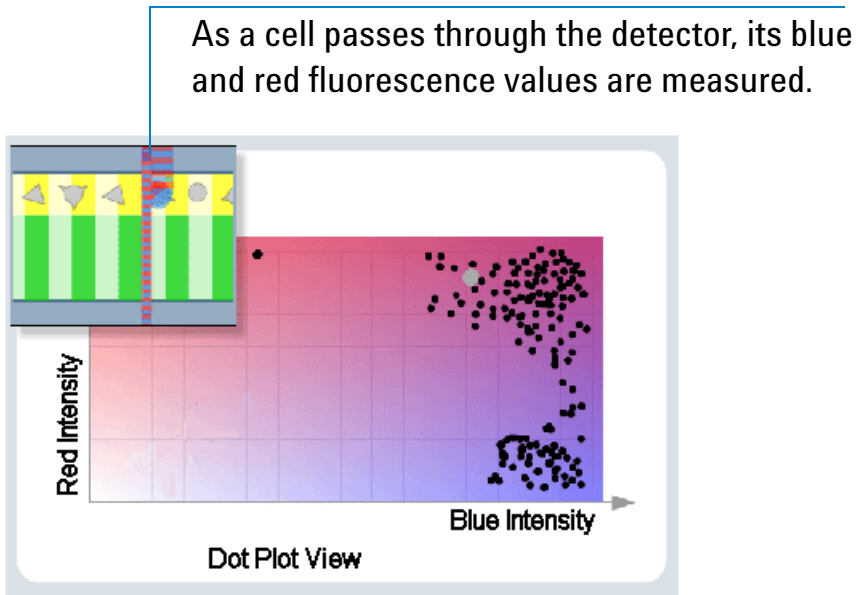 As a cell passes through the detector, its blue
and red fluorescence values are measured.
Red Intensity
Blue Intensity
Dot Plot View